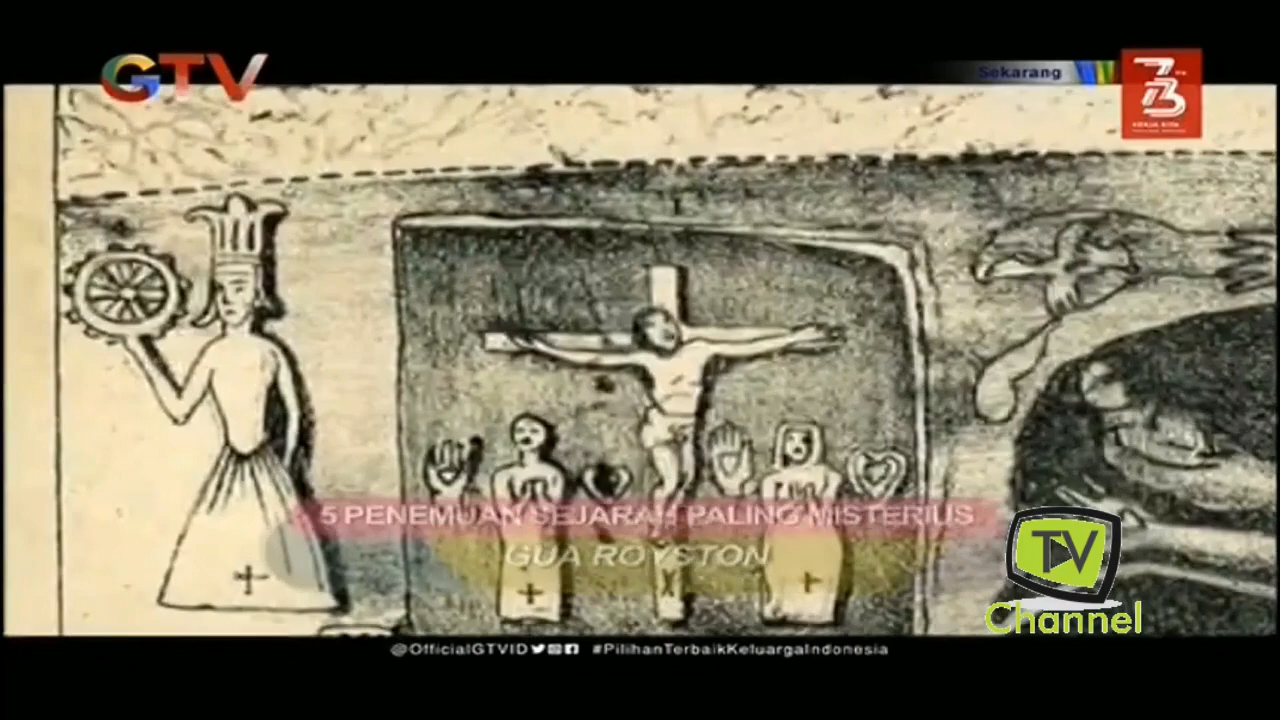 GTV
Sekarang
73
5 PENEMUAN SEJARAH PALING MISTERIUS
GUA ROYSTON
TV
Channel
@OfficialGTVID #PilihanTerbaikKeluargaIndonesia